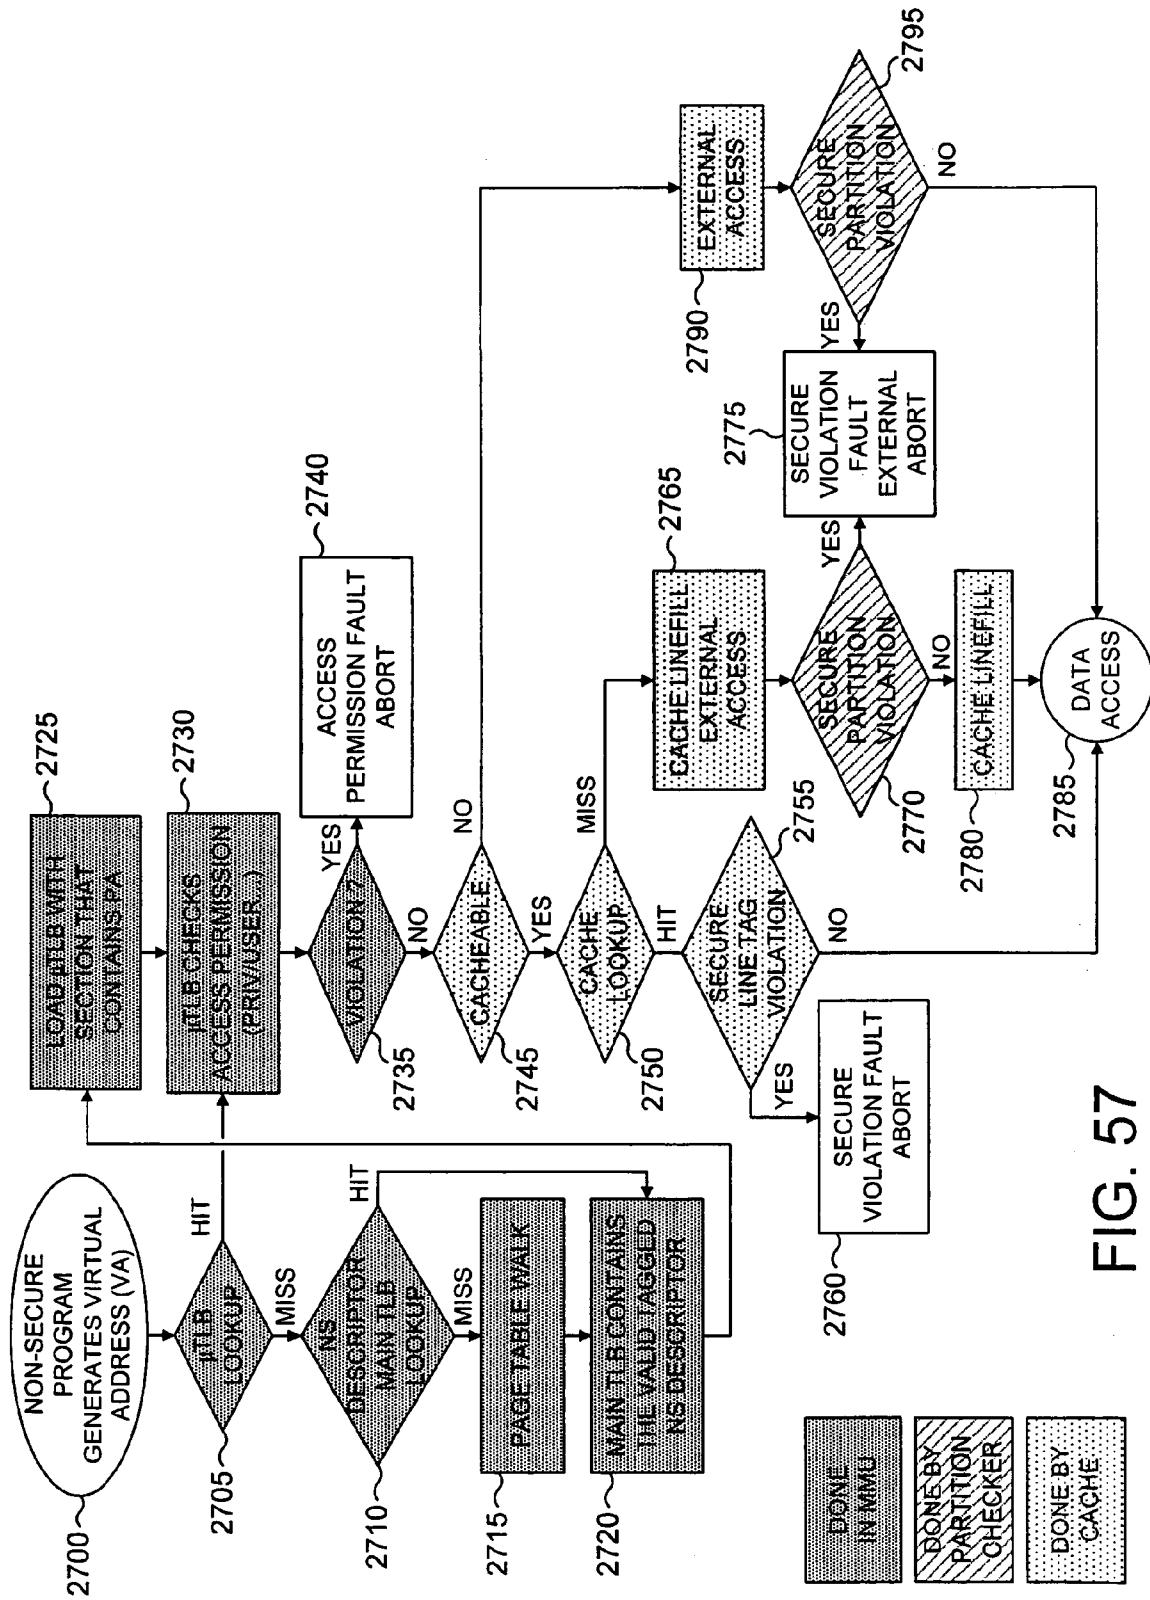 NON-SECURE
PROGRAM
GENERATES VIRTUAL
ADDRESS (VA)
2700
µTLB
LOOKUP
2705
HIT
MISS
NS
DESCRIPTOR
MAIN TLB
LOOKUP
2710
HIT
MISS
PAGE TABLE WALK
2715
MAIN TLB CONTAINS
THE VALID TAGGED
NS DESCRIPTOR
2720
LOAD µTLB WITH
SECTION THAT
CONTAINS PA
2725
µTLB CHECKS
ACCESS PERMISSION
(PRIV/USER...)
2730
VIOLATION ?
2735
YES
NO
ACCESS
PERMISSION FAULT
ABORT
2740
CACHEABLE
2745
NO
YES
CACHE
LOOKUP
2750
MISS
HIT
SECURE
LINE TAG
VIOLATION
2755
YES
NO
SECURE
VIOLATION FAULT
ABORT
2760
CACHE LINEFILL
EXTERNAL
ACCESS
2765
SECURE
PARTITION
VIOLATION
2770
YES
NO
SECURE
VIOLATION
FAULT
EXTERNAL
ABORT
2775
CACHE LINEFILL
2780
DATA
ACCESS
2785
EXTERNAL
ACCESS
2790
SECURE
PARTITION
VIOLATION
2795
YES
NO
DONE
IN MMU
DONE BY
PARTITION
CHECKER
DONE BY
CACHE
FIG. 57